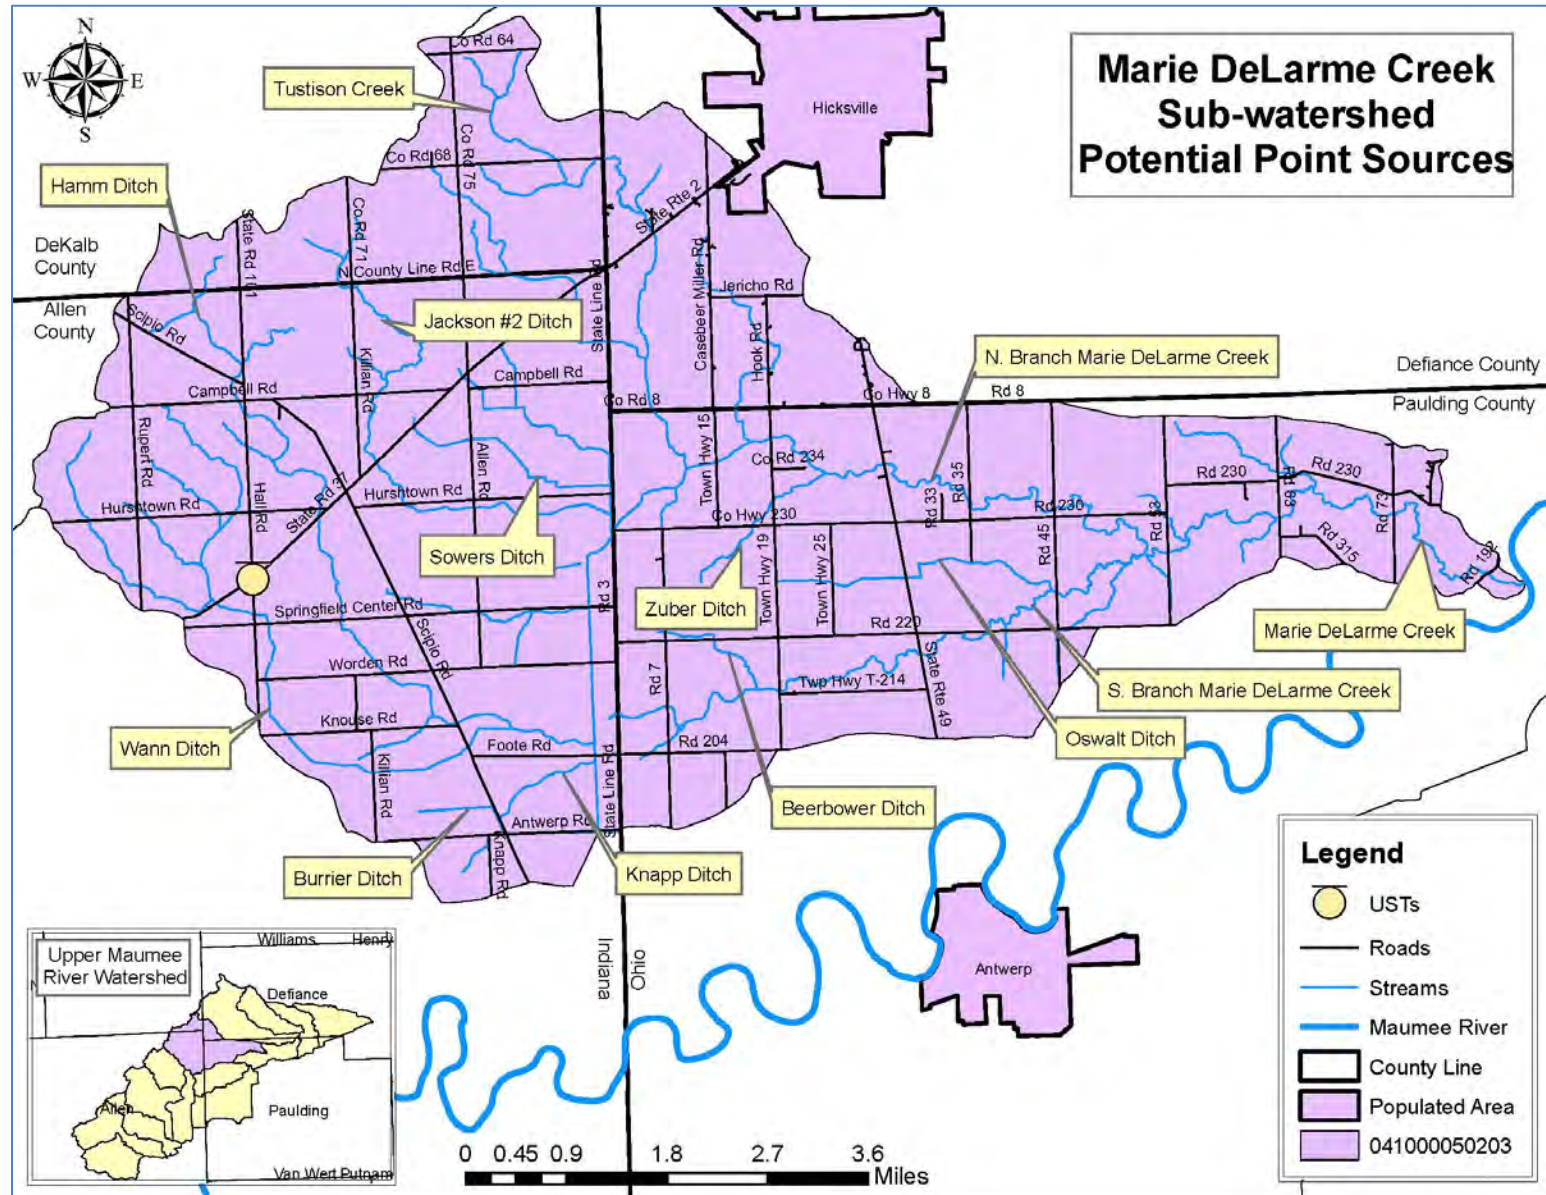 Marie DeLarme Creek
Sub-watershed
Potential Point Sources
N
W
E
S
Tustison Creek
Hicksville
Hamm Ditch
Co Rd 64
Co Rd 68
Co Rd 75
State Rte 2
State Rd 101
Co Rd 71
DeKalb
County
N County Line Rd E
Allen
County
Scipio Rd
Jackson #2 Ditch
State Line Rd
Casebeer Miller Rd
Jericho Rd
Hook Rd
N. Branch Marie DeLarme Creek
Defiance County
Paulding County
Campbell Rd
Killian Rd
Campbell Rd
Co Rd 8
Co Hwy 8
Rd 8
Rupert Rd
Hall Rd
State Rd 37
Allen Rd
Town Hwy 15
Co Rd 234
Rd 35
Rd 33
Rd 230
Rd 230
Rd 68
Rd 73
Hurshtown Rd
Hurshtown Rd
Co Hwy 230
Rd 230
Rd 53
Rd 45
Rd 315
Rd 192
Sowers Ditch
Zuber Ditch
Town Hwy 19
Town Hwy 25
Rd 3
Springfield Center Rd
Scipio Rd
Rd 220
Marie DeLarme Creek
Worden Rd
Rd 7
State Rte 49
Twp Hwy T-214
S. Branch Marie DeLarme Creek
Knouse Rd
Wann Ditch
Foote Rd
Rd 204
Oswalt Ditch
Killian Rd
State Line Rd
Beerbower Ditch
Antwerp Rd
Knapp Rd
Burrier Ditch
Knapp Ditch
Indiana
Ohio
Antwerp
Legend
USTs
Roads
Streams
Maumee River
County Line
Populated Area
041000050203
Upper Maumee
River Watershed
Williams
Henry
Defiance
Allen
Paulding
Van Wert
Putnam
0 0.45 0.9 1.8 2.7 3.6
Miles